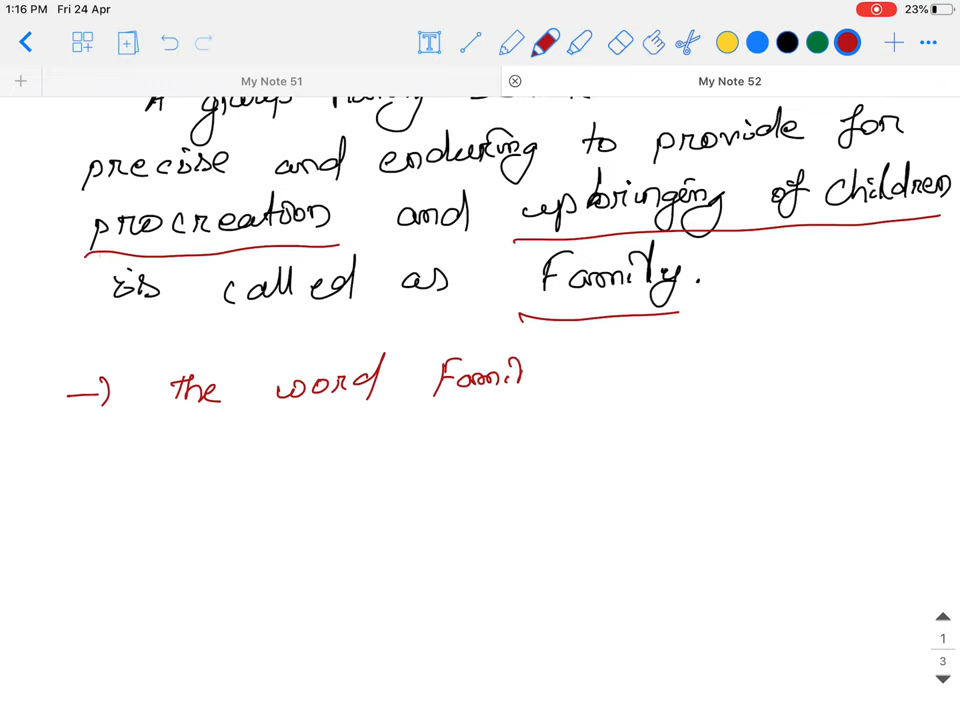 1:16 PM Fri 24 Apr 23%
My Note 51 My Note 52
A group
precise and enduring to provide for
procreation and upbringing of children
is called as Family.
→ the word Famil
1
3